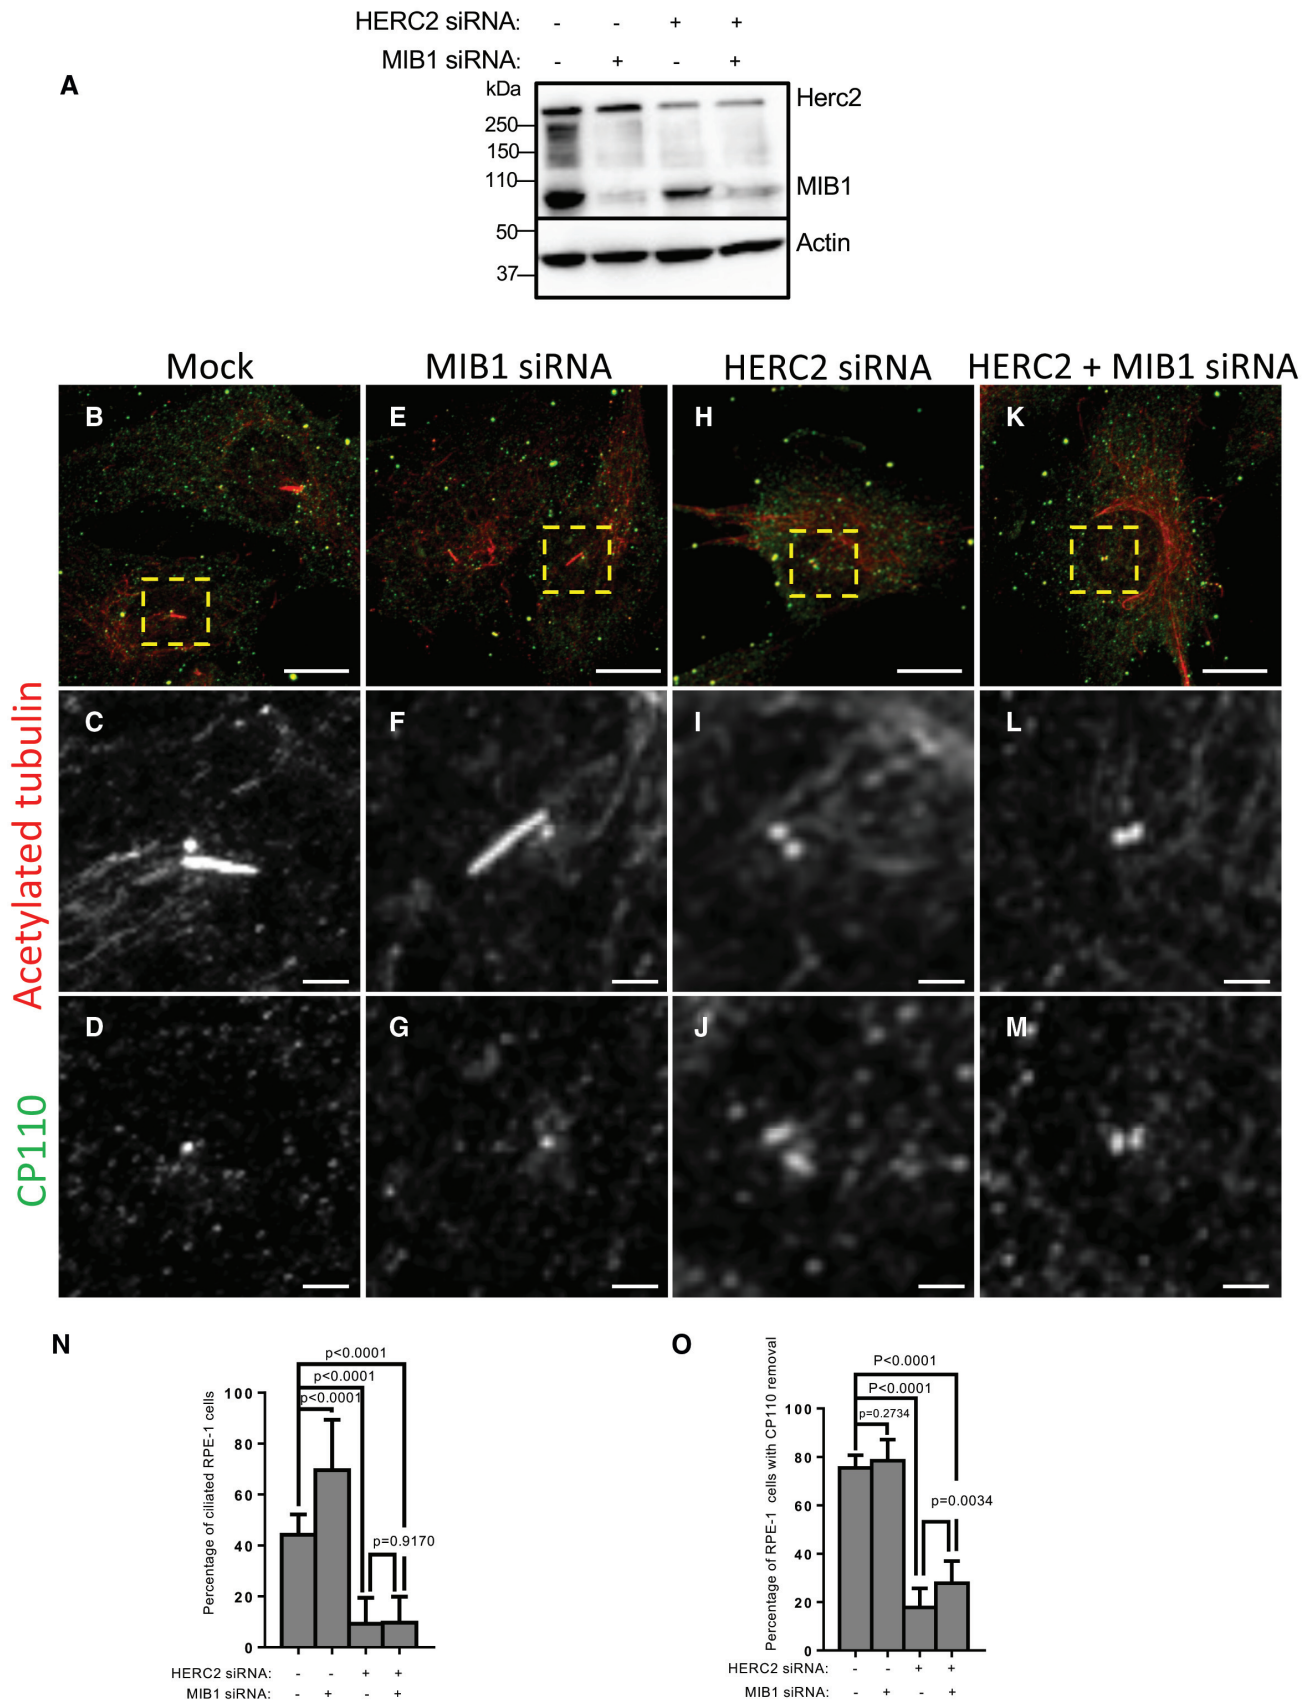 A
HERC2 siRNA: - - + +
MIB1 siRNA: - + - +
kDa
Herc2
250
150
110
MIB1
50
Actin
37
Mock
MIB1 siRNA
HERC2 siRNA
HERC2 + MIB1 siRNA
B
E
H
K
Acetylated tubulin
C
F
I
L
CP110
D
G
J
M
N
p<0.0001
p<0.0001
p<0.0001
p=0.9170
Percentage of ciliated RPE-1 cells
100
80
60
40
20
0
HERC2 siRNA: - - + +
MIB1 siRNA: - + - +
O
P<0.0001
P<0.0001
p=0.2734
p=0.0034
Percentage of RPE-1 cells with CP110 removal
100
80
60
40
20
0
HERC2 siRNA: - - + +
MIB1 siRNA: - + - +